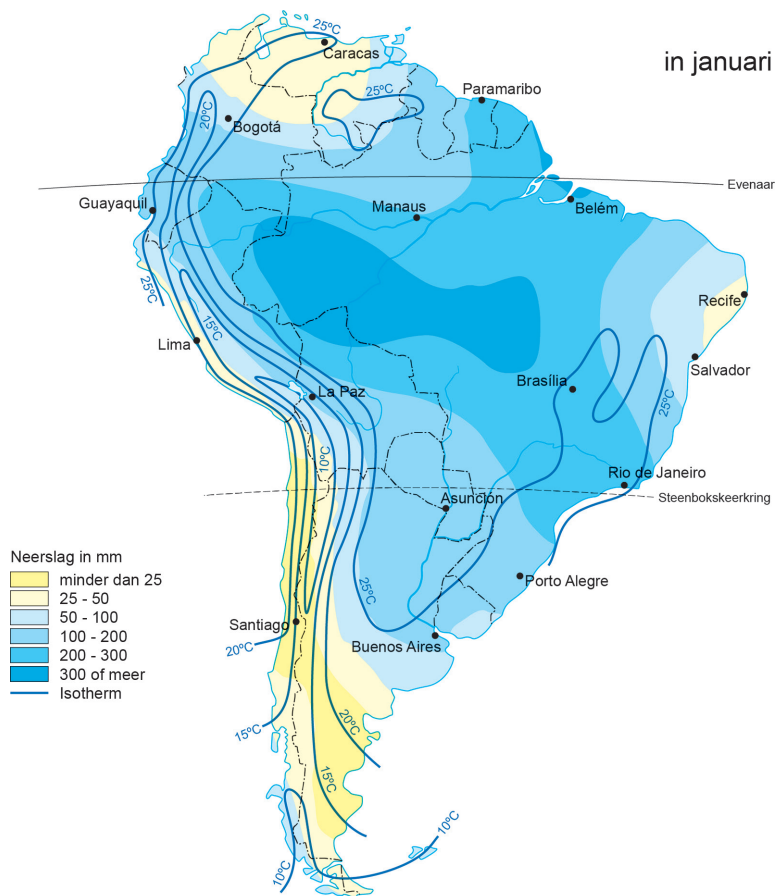 25ºC
Caracas
in januari
25ºC
Paramaribo
20ºC
Bogotá
Evenaar
Guayaquil
Manaus
Belém
25ºC
Recife
15ºC
Lima
Salvador
La Paz
Brasília
25ºC
10ºC
Rio de Janeiro
Steenbokskeerkring
Asunción
Neerslag in mm
minder dan 25
25 - 50
50 - 100
100 - 200
200 - 300
300 of meer
Isotherm
25ºC
Porto Alegre
Santiago
Buenos Aires
20ºC
20ºC
15ºC
15ºC
10ºC
10ºC